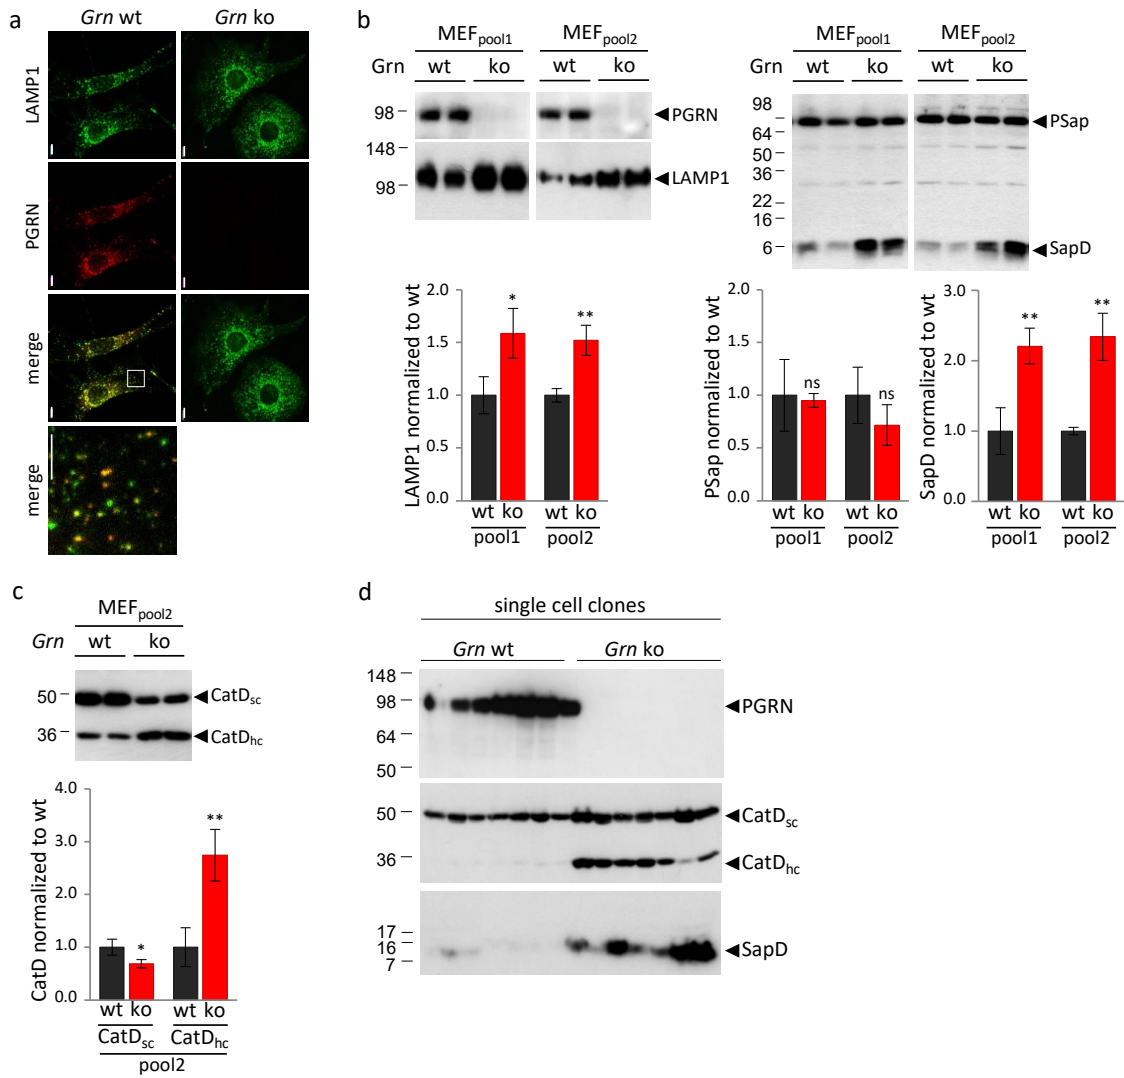 a
Grn wt Grn ko
LAMP1
PGRN
merge
merge
b
MEFpool1 MEFpool2
Grn wt ko wt ko
98
PGRN
148
98
LAMP1
LAMP1 normalized to wt
2.0
1.5
1.0
0.5
0.0
*
**
wt ko wt ko
pool1 pool2
MEFpool1 MEFpool2
Grn wt ko wt ko
98
64
50
36
22
16
6
PSap
SapD
PSap normalized to wt
2.0
1.5
1.0
0.5
0.0
ns
ns
wt ko wt ko
pool1 pool2
SapD normalized to wt
3.0
2.0
1.0
0.0
**
**
wt ko wt ko
pool1 pool2
c
MEFpool2
Grn wt ko
50
CatDsc
36
CatDhc
CatD normalized to wt
4.0
3.0
2.0
1.0
0.0
*
**
wt ko wt ko
CatDsc CatDhc
pool2
d
single cell clones
Grn wt Grn ko
148
98
64
50
PGRN
50
36
CatDsc
CatDhc
17
16
7
SapD